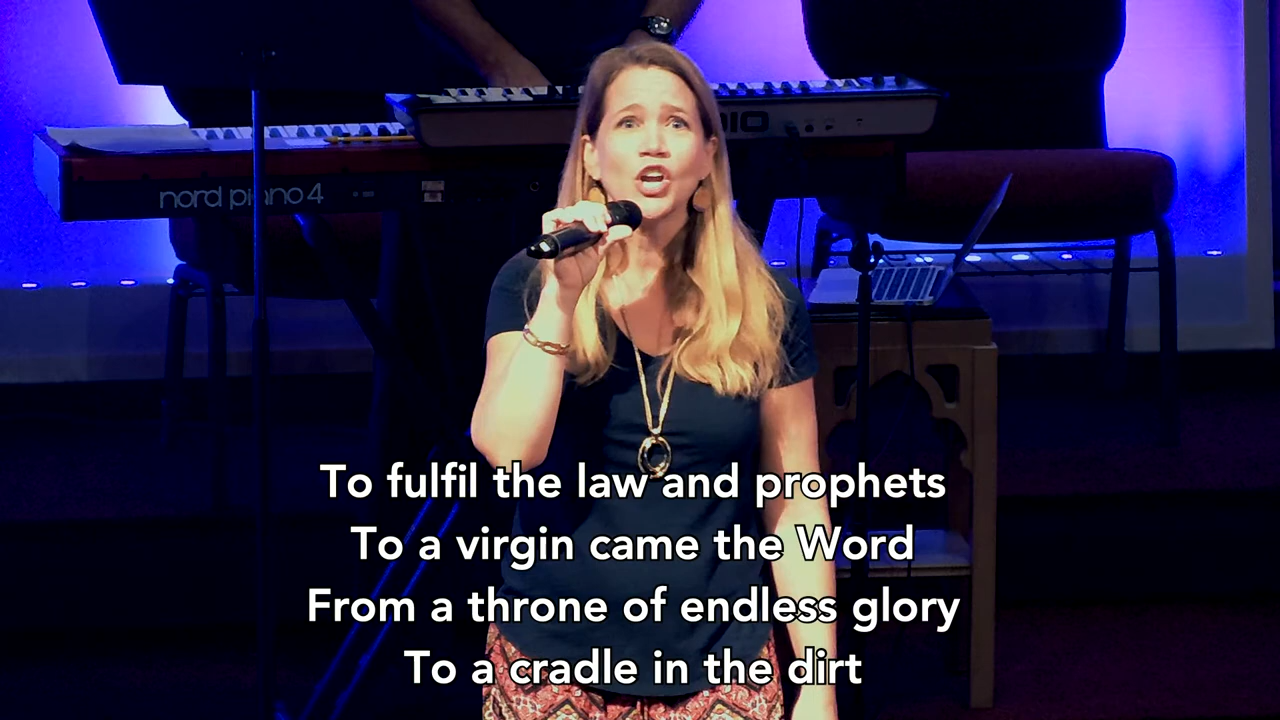 nord piano 4
To fulfil the law and prophets
To a virgin came the Word
From a throne of endless glory
To a cradle in the dirt